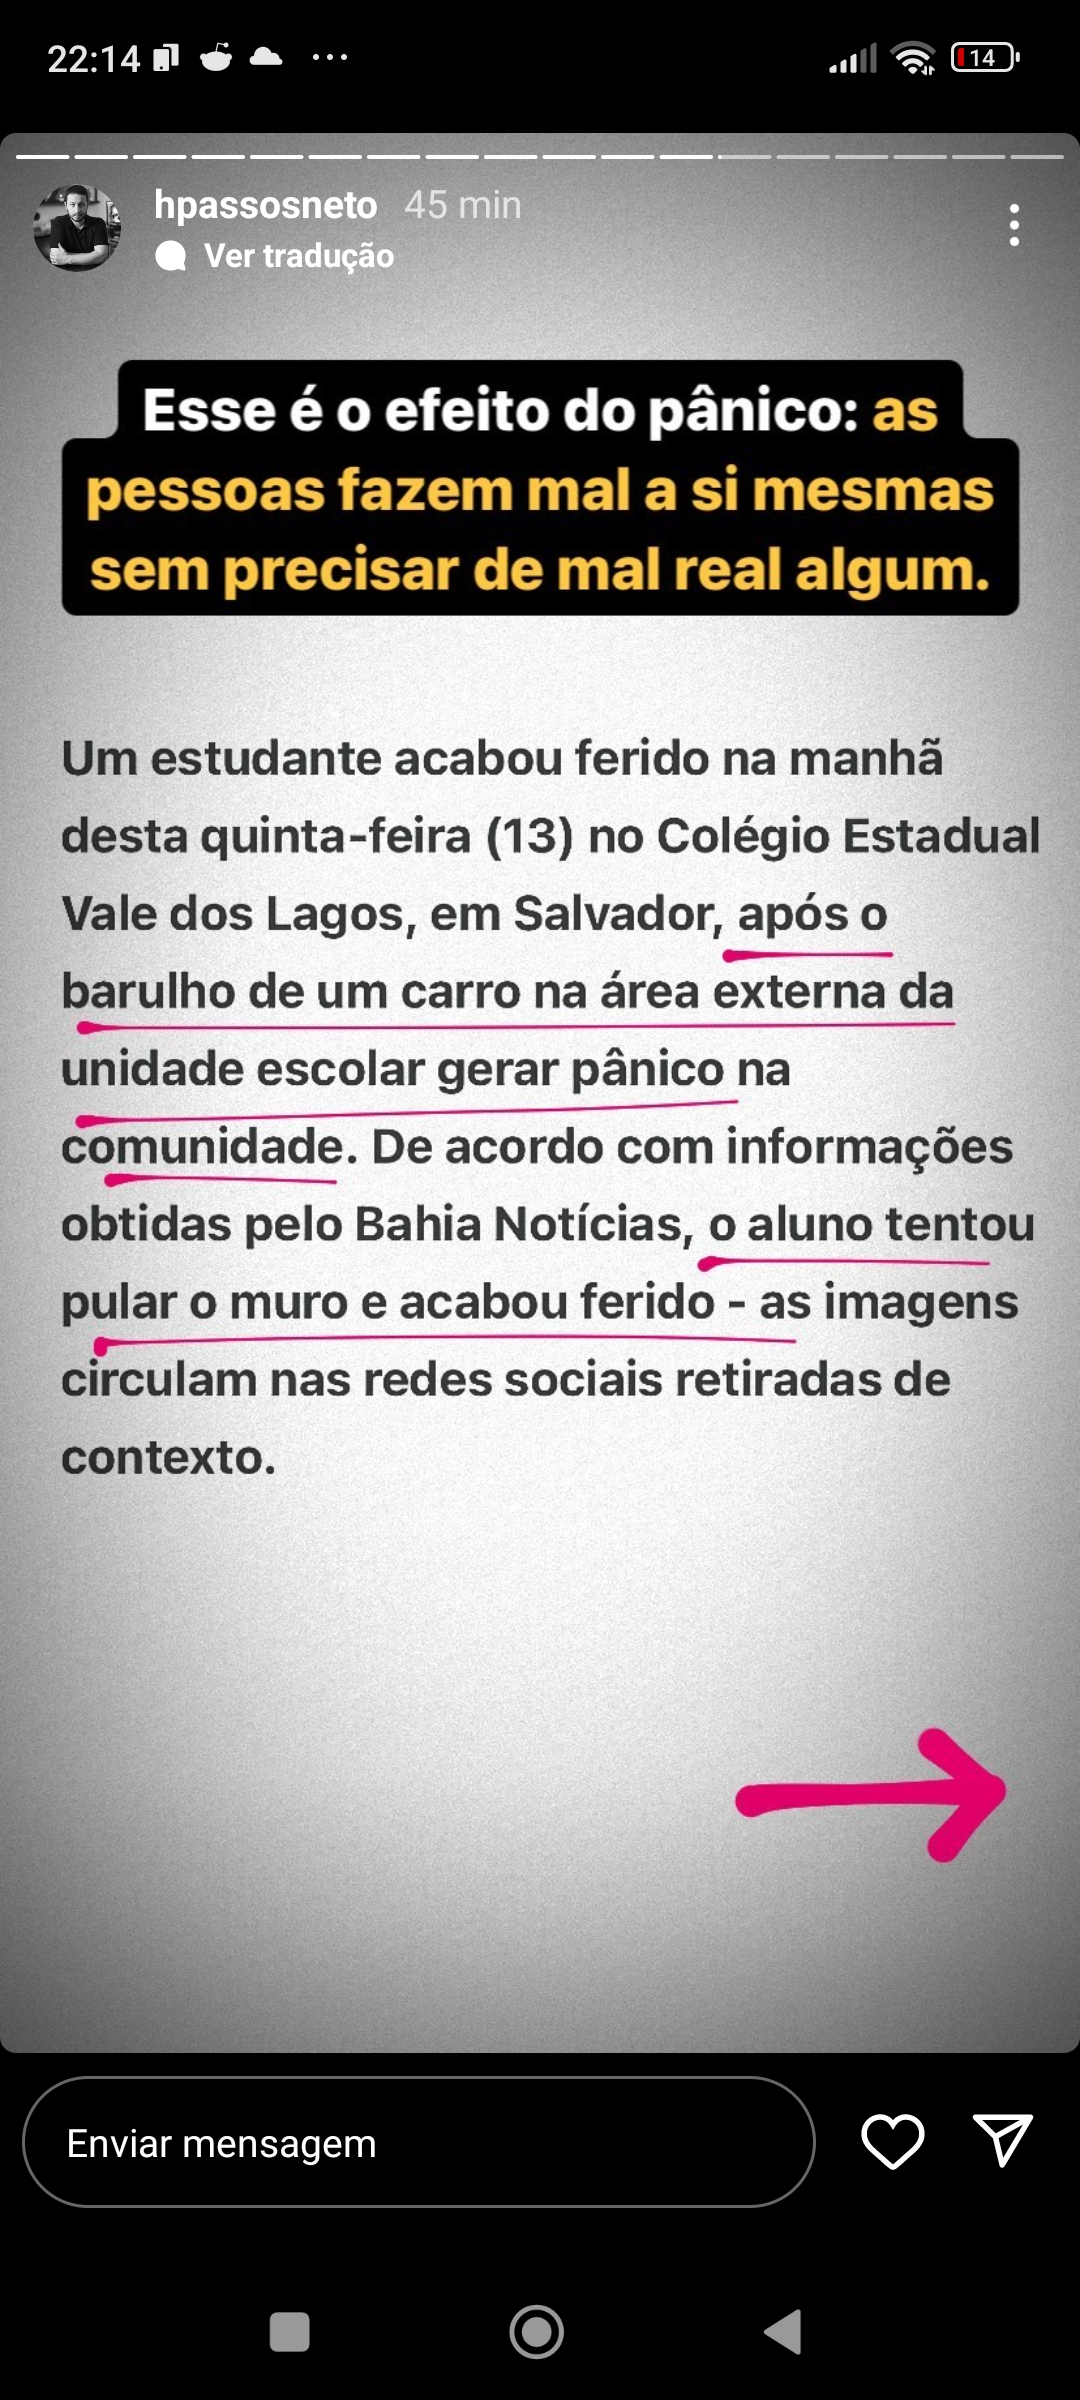 22:14
14
hpassosneto 45 min
Ver tradução
Esse é o efeito do pânico: as
pessoas fazem mal a si mesmas
sem precisar de mal real algum.
Um estudante acabou ferido na manhã
desta quinta-feira (13) no Colégio Estadual
Vale dos Lagos, em Salvador, após o
barulho de um carro na área externa da
unidade escolar gerar pânico na
comunidade. De acordo com informações
obtidas pelo Bahia Notícias, o aluno tentou
pular o muro e acabou ferido - as imagens
circulam nas redes sociais retiradas de
contexto.
Enviar mensagem